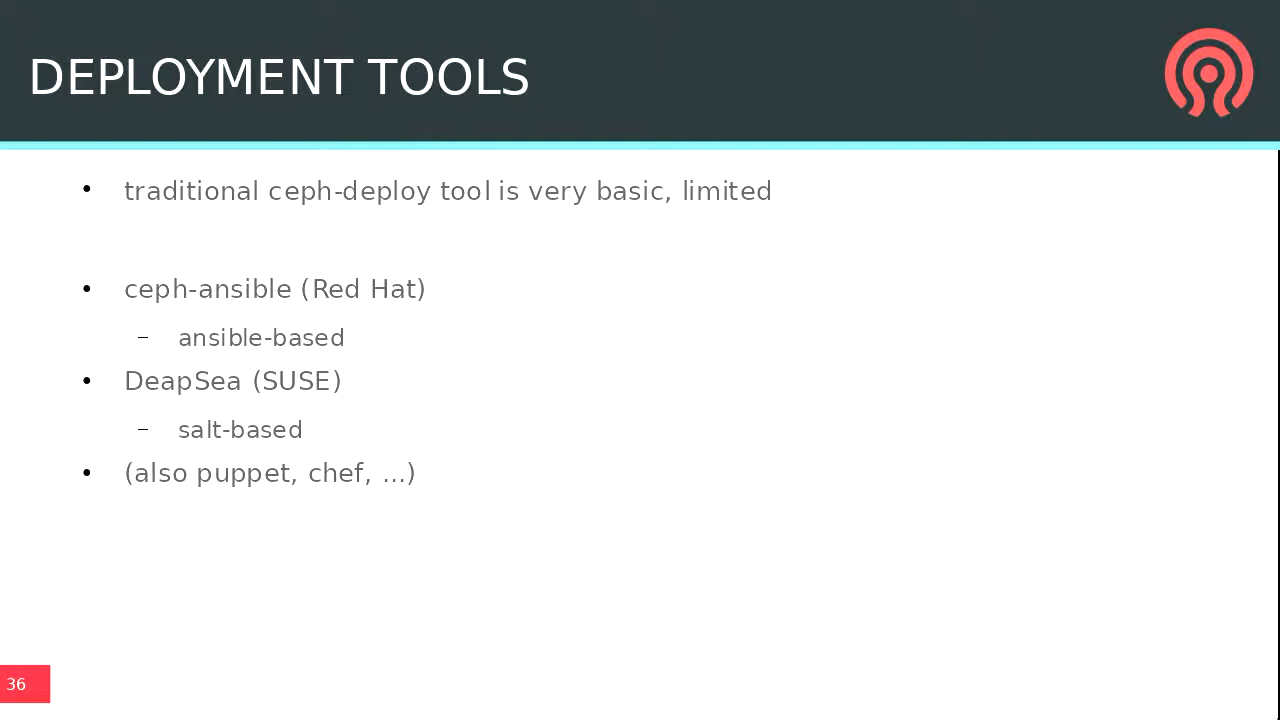 DEPLOYMENT TOOLS
• traditional ceph-deploy tool is very basic, limited
• ceph-ansible (Red Hat)
– ansible-based
• DeapSea (SUSE)
– salt-based
• (also puppet, chef, ...)
36